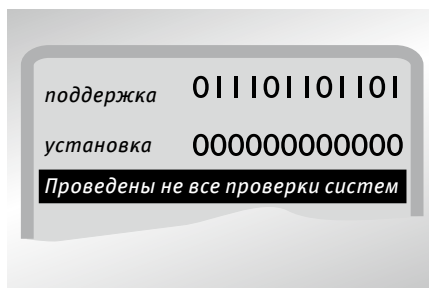 поддержка 011101101101
установка 000000000000
Проведены не все проверки систем